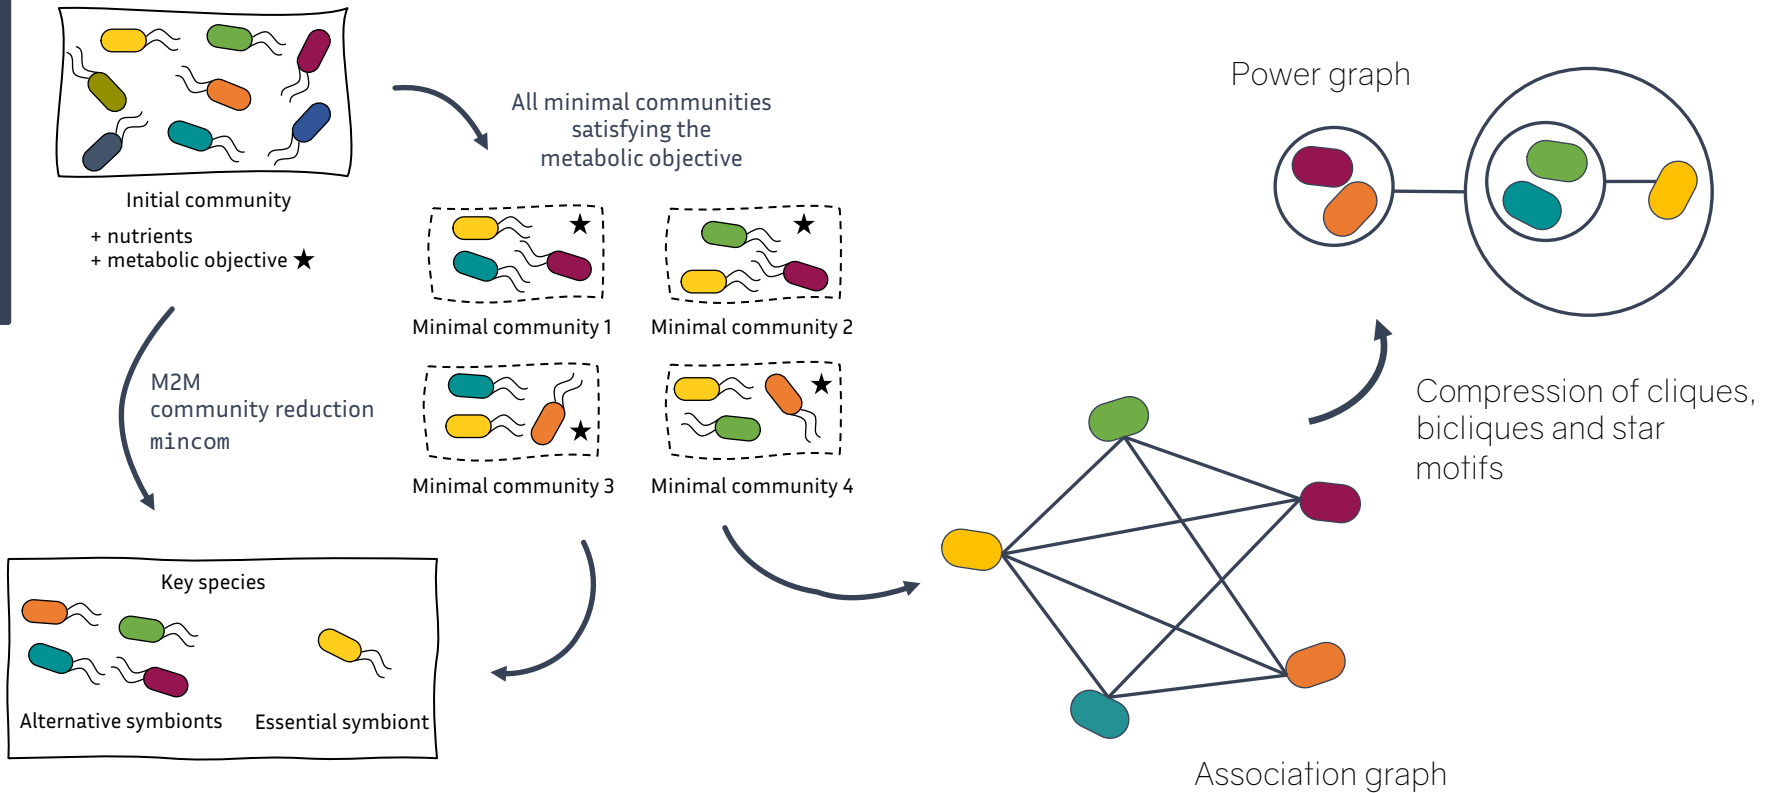 Initial community
+ nutrients
+ metabolic objective ★
M2M
community reduction
mincom
All minimal communities
satisfying the
metabolic objective
Minimal community 1
Minimal community 2
Minimal community 3
Minimal community 4
Key species
Alternative symbionts
Essential symbiont
Association graph
Compression of cliques,
bicliques and star
motifs
Power graph